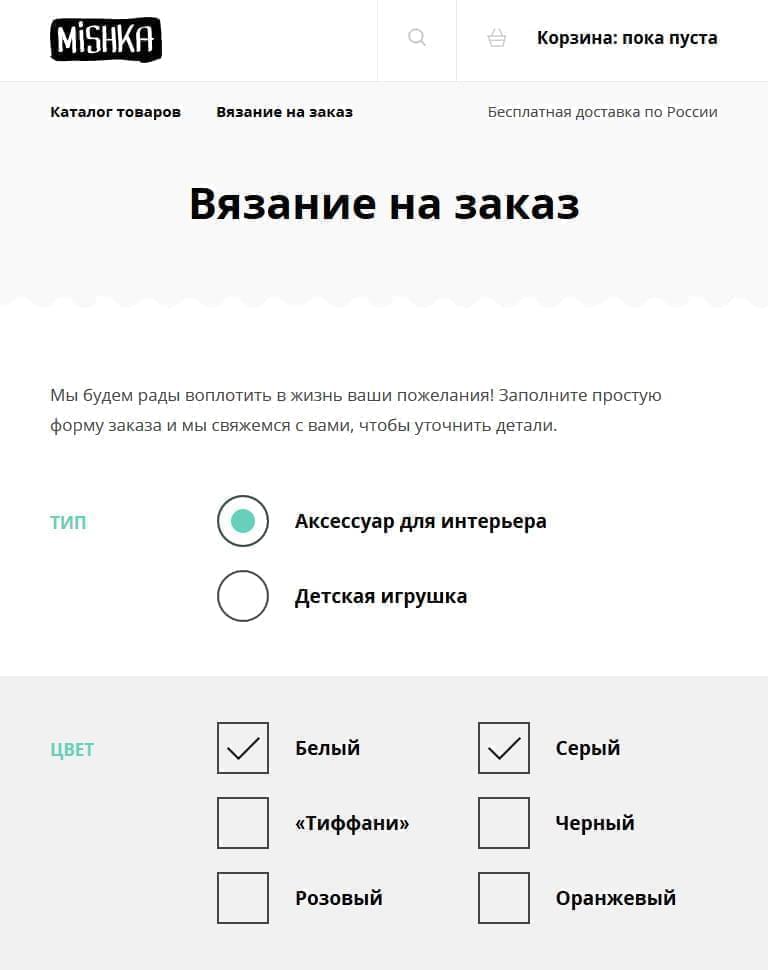 MiSHKA
Корзина: пока пуста
Каталог товаров
Вязание на заказ
Бесплатная доставка по России
Вязание на заказ
Мы будем рады воплотить в жизнь ваши пожелания! Заполните простую
форму заказа и мы свяжемся с вами, чтобы уточнить детали.
ТИП
Аксессуар для интерьера
Детская игрушка
ЦВЕТ
Белый
Серый
«Тиффани»
Черный
Розовый
Оранжевый